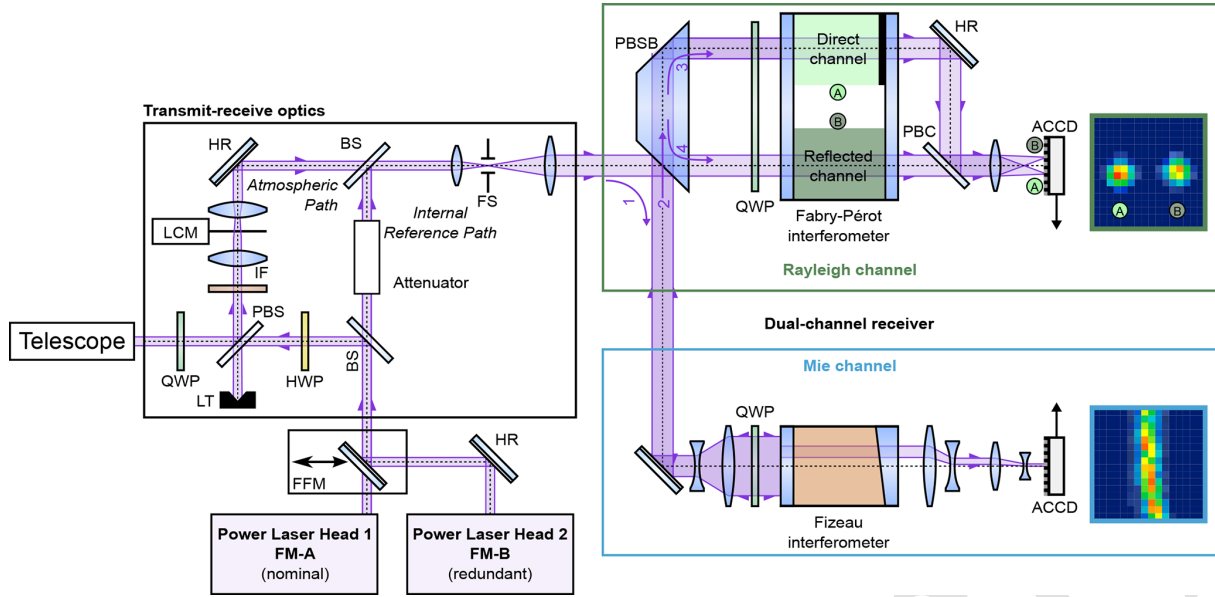 Transmit-receive optics
HR
BS
Atmospheric
Path
FS
LCM
Internal
Reference Path
IF
Attenuator
PBS
Telescope
QWP
HWP
BS
LT
HR
FFM
Power Laser Head 1
FM-A
(nominal)
Power Laser Head 2
FM-B
(redundant)
PBSB
QWP
Direct
channel
A
B
Reflected
channel
Fabry-Pérot
interferometer
HR
PBC
ACCD
B
A
A
B
1
2
3
4
Rayleigh channel
Dual-channel receiver
Mie channel
QWP
Fizeau
interferometer
ACCD